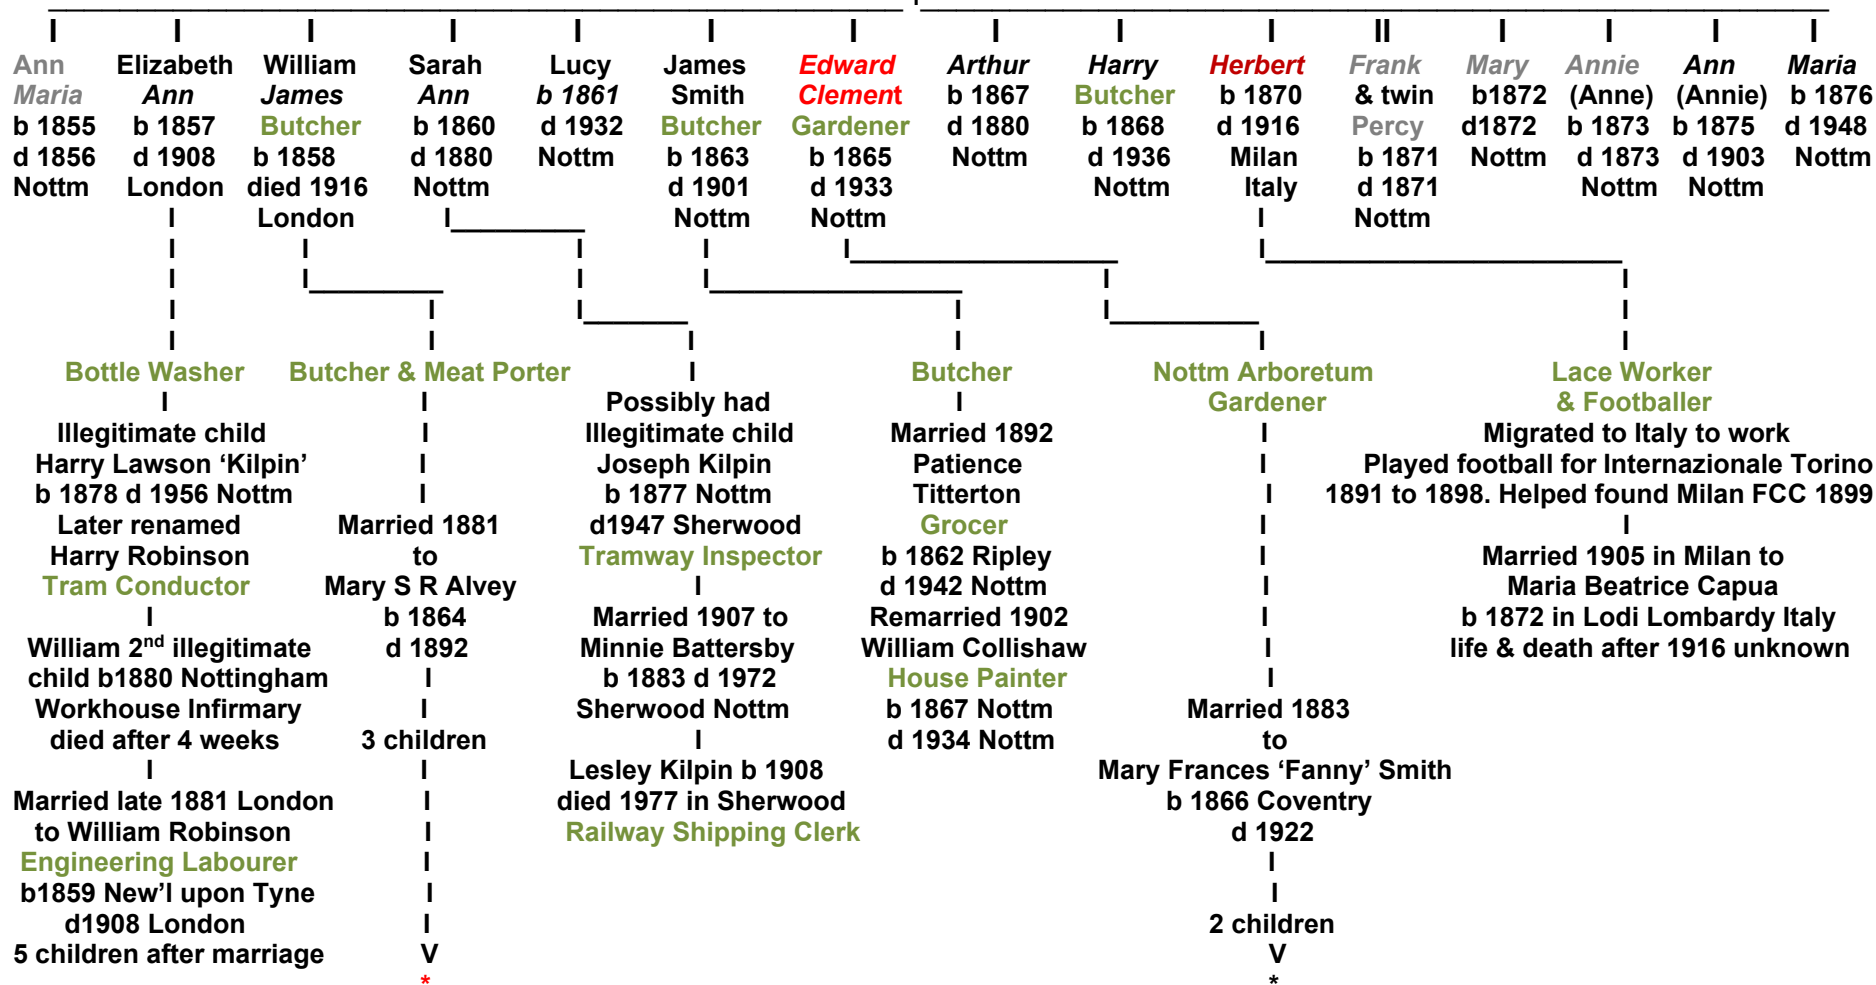 Ann
Maria
b 1855
d 1856
Nottm
Elizabeth
Ann
b 1857
d 1908
London
William
James
Butcher
b 1858
died 1916
London
Sarah
Ann
b 1860
d 1880
Nottm
Lucy
b 1861
d 1932
Nottm
James
Smith
Butcher
b 1863
d 1901
Nottm
Edward
Clement
Gardener
b 1865
d 1933
Nottm
Arthur
b 1867
d 1880
Nottm
Harry
Butcher
b 1868
d 1936
Nottm
Herbert
b 1870
d 1916
Milan
Italy
Frank
& twin
Percy
b 1871
d 1871
Nottm
Mary
b1872
d1872
Nottm
Annie
(Anne)
b 1873
d 1873
Nottm
Ann
(Annie)
b 1875
d 1903
Nottm
Maria
b 1876
d 1948
Nottm
Bottle Washer
Illegitimate child
Harry Lawson ‘Kilpin’
b 1878 d 1956 Nottm
Later renamed
Harry Robinson
Tram Conductor
William 2nd illegitimate
child b1880 Nottingham
Workhouse Infirmary
died after 4 weeks
Married late 1881 London
to William Robinson
Engineering Labourer
b1859 New’l upon Tyne
d1908 London
5 children after marriage
Butcher & Meat Porter
Married 1881
to
Mary S R Alvey
b 1864
d 1892
3 children
V
*
Possibly had
Illegitimate child
Joseph Kilpin
b 1877 Nottm
d1947 Sherwood
Tramway Inspector
Married 1907 to
Minnie Battersby
b 1883 d 1972
Sherwood Nottm
Lesley Kilpin b 1908
died 1977 in Sherwood
Railway Shipping Clerk
Butcher
Married 1892
Patience
Titterton
Grocer
b 1862 Ripley
d 1942 Nottm
Remarried 1902
William Collishaw
House Painter
b 1867 Nottm
d 1934 Nottm
Nottm Arboretum
Gardener
Married 1883
to
Mary Frances ‘Fanny’ Smith
b 1866 Coventry
d 1922
2 children
V
*
Lace Worker
& Footballer
Migrated to Italy to work
Played football for Internazionale Torino
1891 to 1898. Helped found Milan FCC 1899
Married 1905 in Milan to
Maria Beatrice Capua
b 1872 in Lodi Lombardy Italy
life & death after 1916 unknown